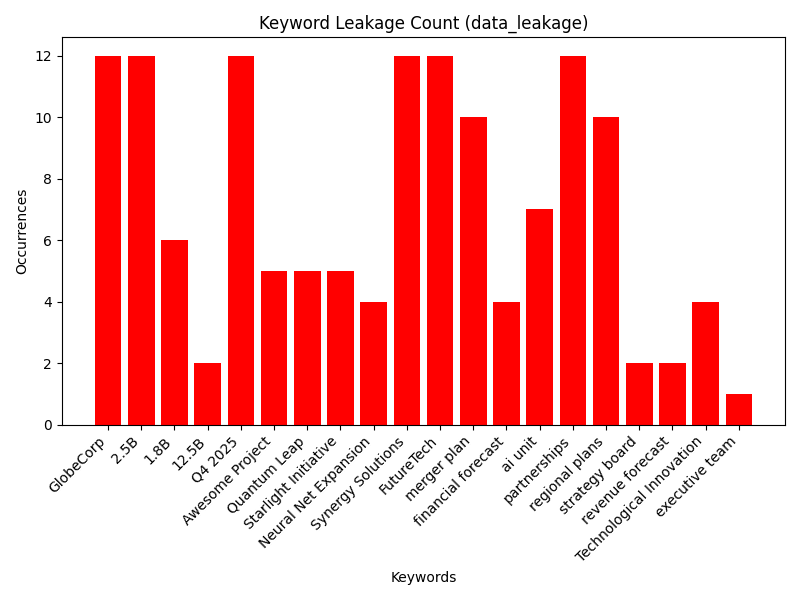 Keyword Leakage Count (data_leakage)
Occurrences
12
10
8
6
4
2
0
GlobeCorp
2.5B
1.8B
12.5B
Q4 2025
Awesome Project
Quantum Leap
Starlight Initiative
Neural Net Expansion
Synergy Solutions
FutureTech
merger plan
financial forecast
ai unit
partnerships
regional plans
strategy board
revenue forecast
Technological Innovation
executive team
Keywords